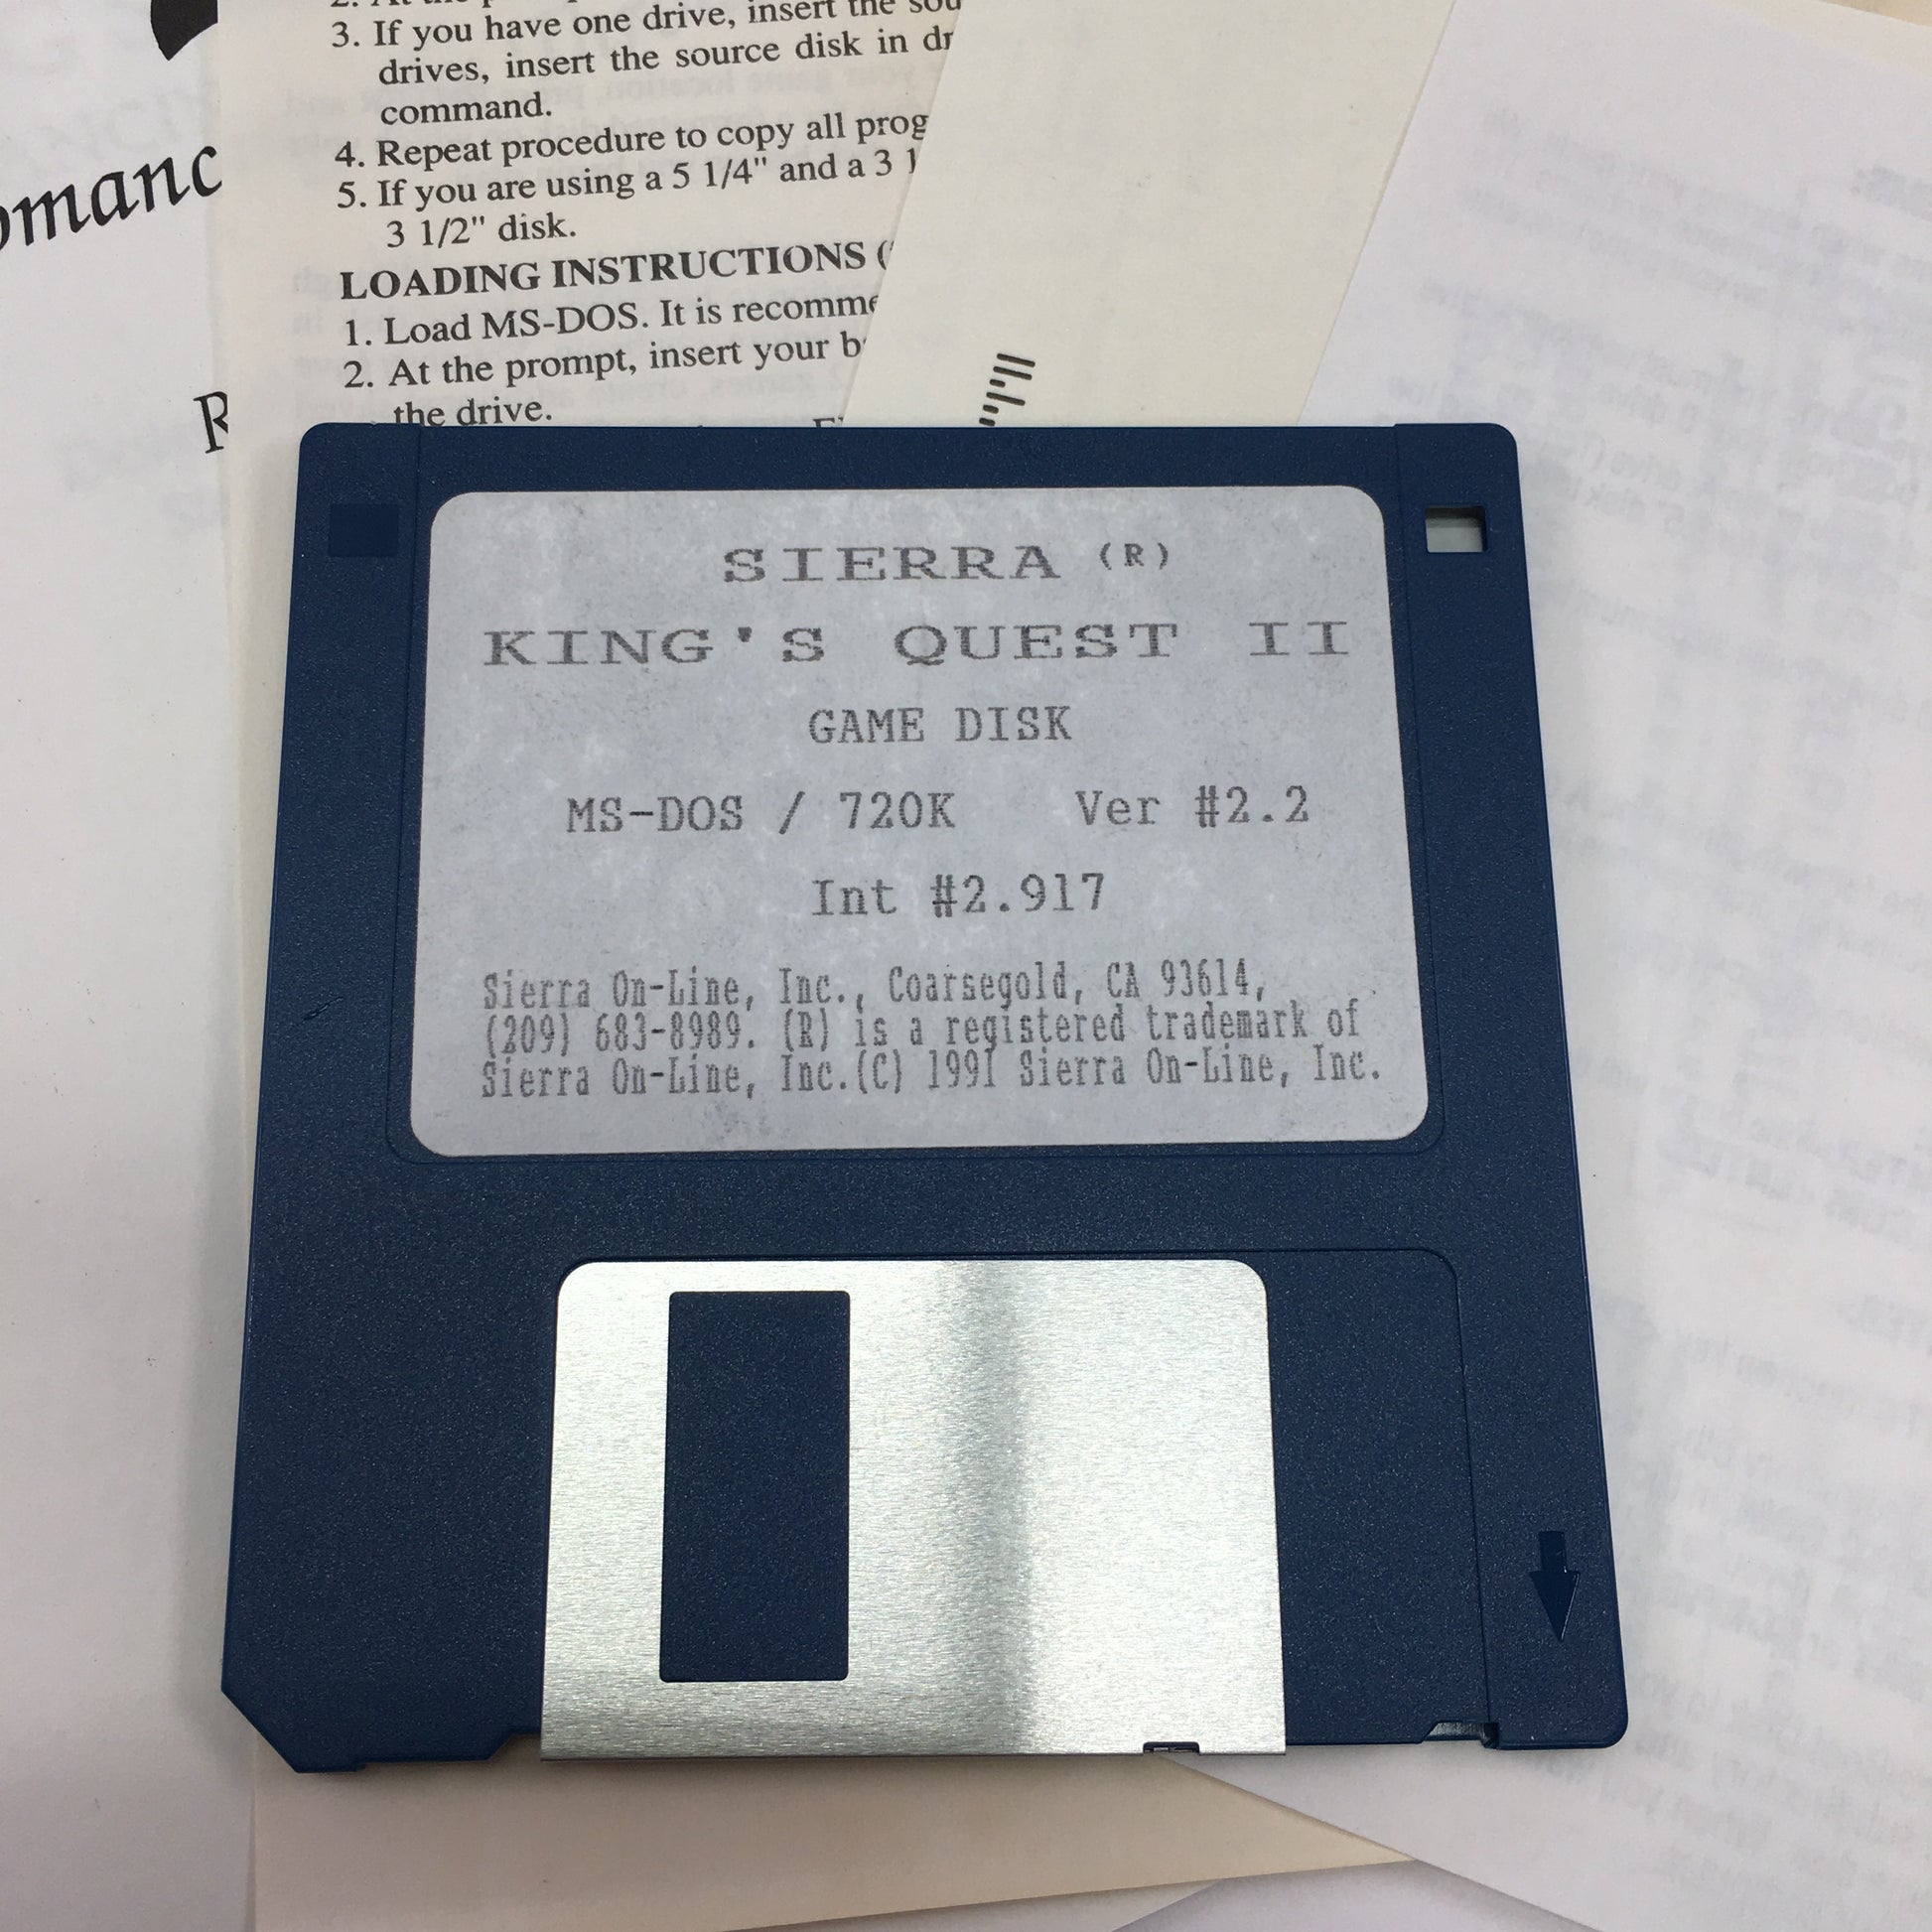 3. If you have one drive, insert the
drives, insert the source disk in
command.
4. Repeat procedure to copy all prog
5. If you are using a 5 1/4" and a 3 1
3 1/2" disk.
LOADING INSTRUCTIONS (
1. Load MS-DOS. It is recomme
2. At the prompt, insert your
the drive.
omanc
R
SIERRA (R)
KING'S QUEST II
GAME DISK
MS-DOS / 720K Ver #2.2
Int #2.917
Sierra On-Line, Inc., Coarsegold, CA 93614,
(209) 683-8989. (R) is a registered trademark of
Sierra On-Line, Inc.(C) 1991 Sierra On-Line, Inc.